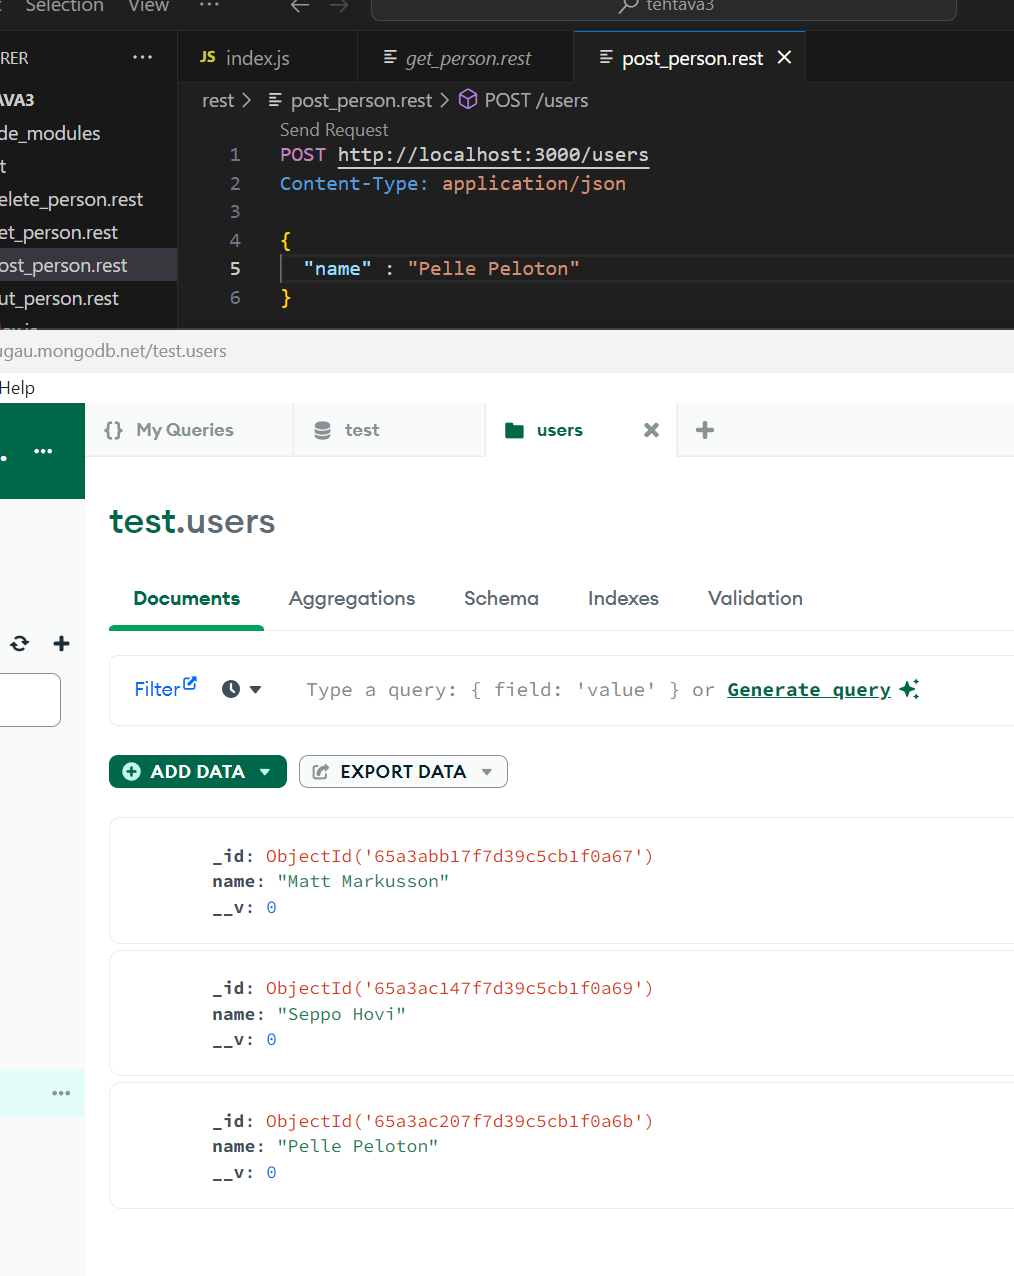 Selection View ...
tentava3
RER ...
JS index.js
get_person.rest
post_person.rest
AVA3
rest > post_person.rest > POST /users
Send Request
de_modules
1 POST http://localhost:3000/users
t
2 Content-Type: application/json
elete_person.rest
3
et_person.rest
4 {
ost_person.rest
5 "name" : "Pelle Peloton"
ut_person.rest
6 }
ugau.mongodb.net/test.users
Help
{} My Queries
test
users
...
test.users
Documents Aggregations Schema Indexes Validation
Filter Type a query: { field: 'value' } or Generate query
ADD DATA EXPORT DATA
_id: ObjectId('65a3abb17f7d39c5cb1f0a67')
name: "Matt Markusson"
__v: 0
_id: ObjectId('65a3ac147f7d39c5cb1f0a69')
name: "Seppo Hovi"
__v: 0
...
_id: ObjectId('65a3ac207f7d39c5cb1f0a6b')
name: "Pelle Peloton"
__v: 0